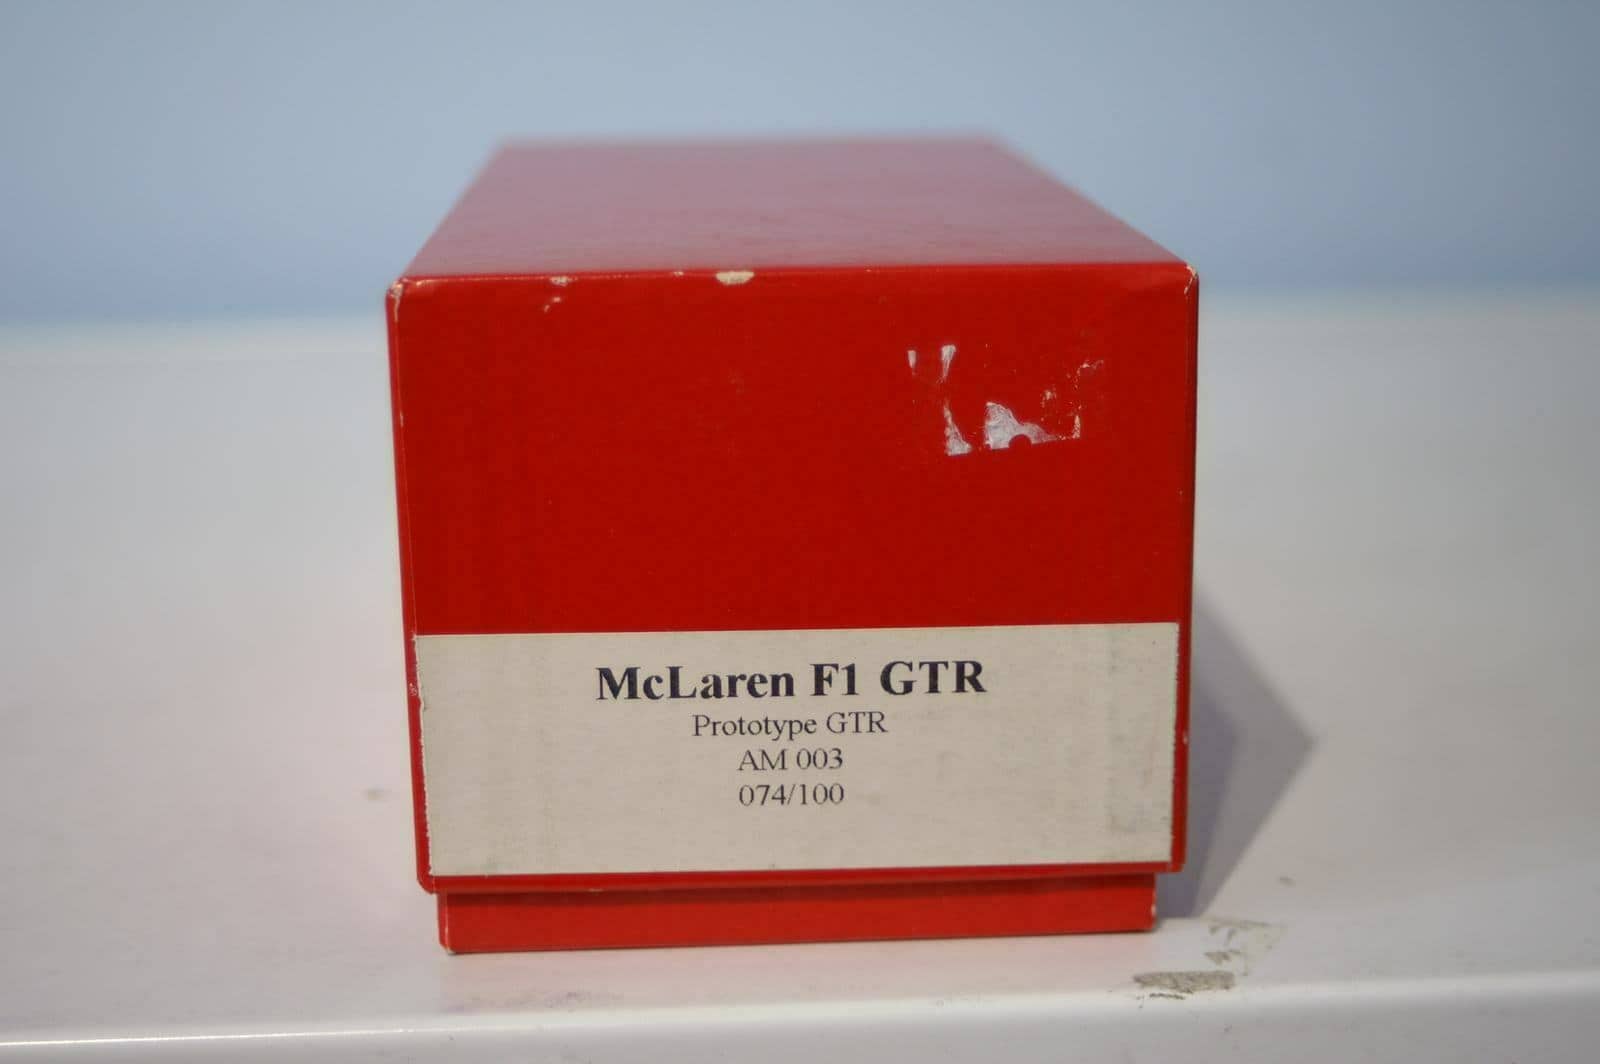 McLaren F1 GTR
Prototype GTR
AM 003
074/100